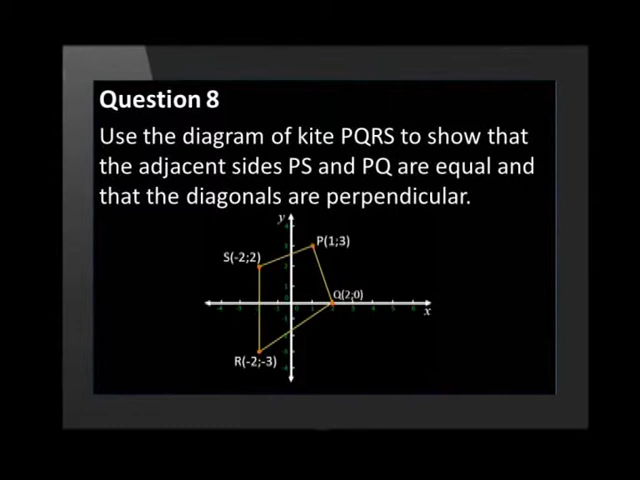 Question 8
Use the diagram of kite PQRS to show that
the adjacent sides PS and PQ are equal and
that the diagonals are perpendicular.
y
P(1;3)
S(-2;2)
Q(2;0)
x
R(-2;-3)